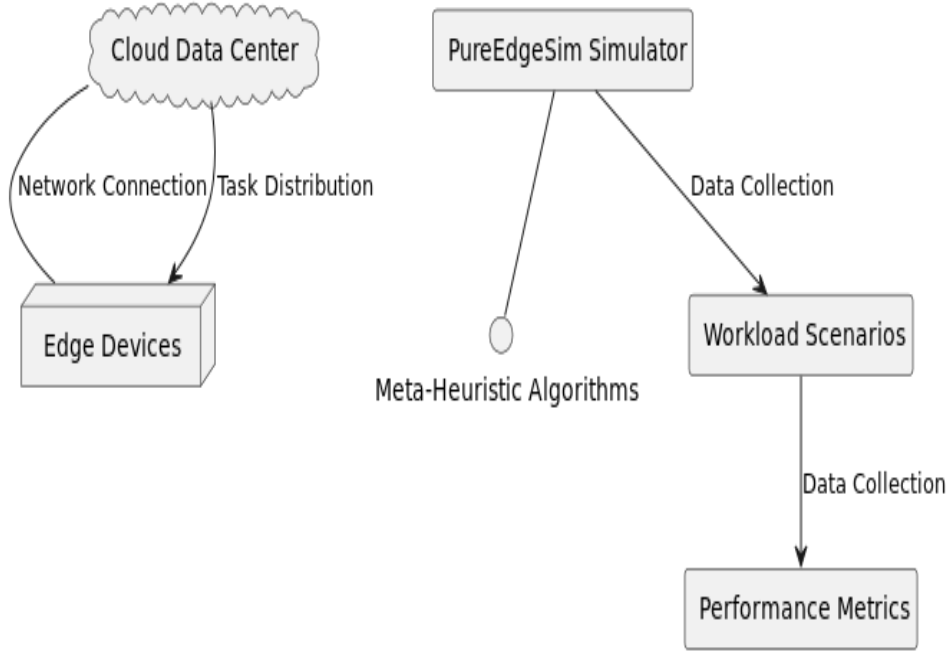 Cloud Data Center
PureEdgeSim Simulator
Network Connection
Task Distribution
Data Collection
Edge Devices
Workload Scenarios
Meta-Heuristic Algorithms
Data Collection
Performance Metrics